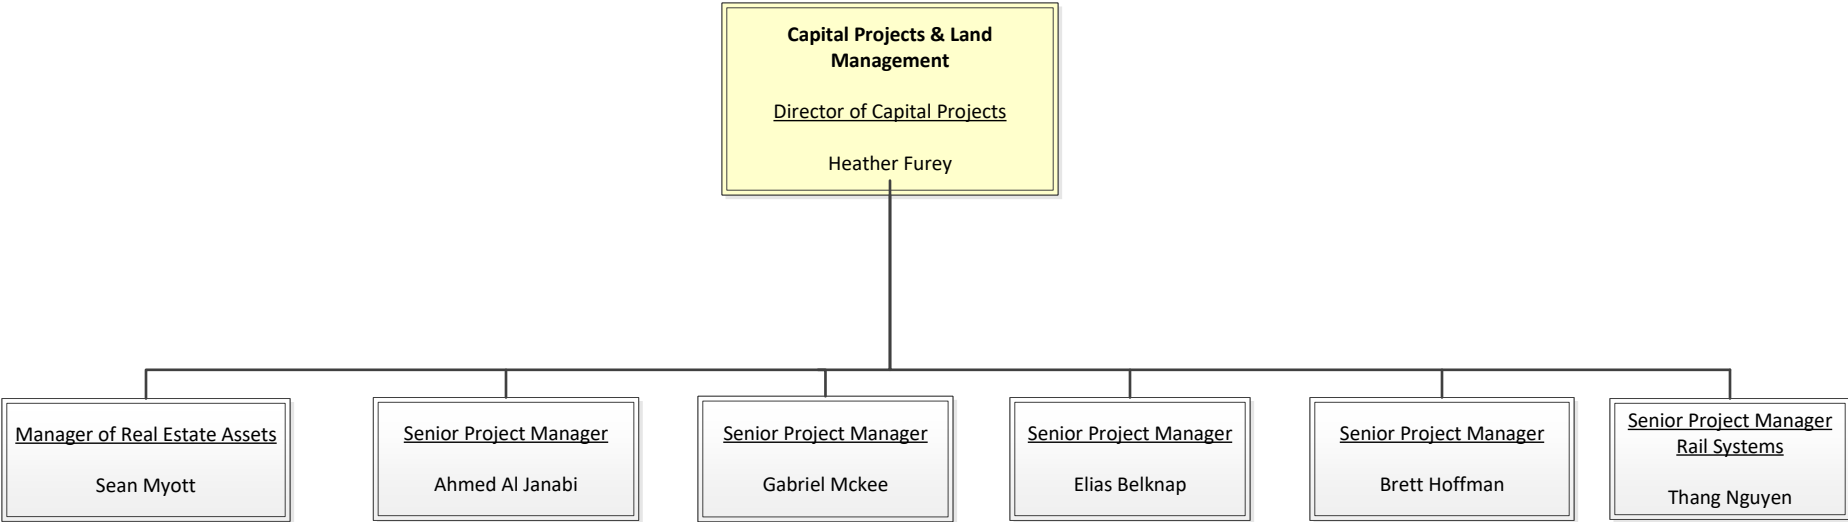 Capital Projects & Land
Management
Director of Capital Projects
Heather Furey
Manager of Real Estate Assets
Sean Myott
Senior Project Manager
Ahmed Al Janabi
Senior Project Manager
Gabriel Mckee
Senior Project Manager
Elias Belknap
Senior Project Manager
Brett Hoffman
Senior Project Manager
Rail Systems
Thang Nguyen